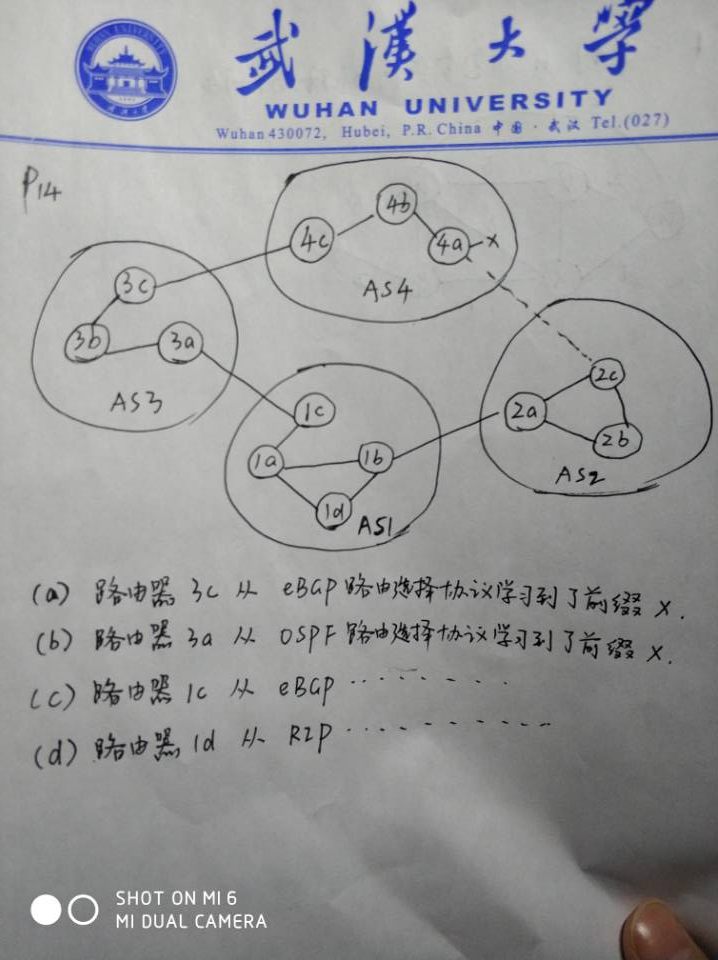 武漢大學
WUHAN UNIVERSITY
Wuhan 430072, Hubei, P.R. China 中国·武汉 Tel.(027)
P14
4b
4c
4a x
AS4
3c
3b 3a
AS3
2c
2a
2b
AS2
1c
1a 1b
1d
AS1
(a) 路由器 3c 从 eBGP 路由选择协议学习到了前缀 x.
(b) 路由器 3a 从 OSPF 路由选择协议学习到了前缀 x.
(c) 路由器 1c 从 eBGP ..........
(d) 路由器 1d 从 RIP ..........
SHOT ON MI 6
MI DUAL CAMERA